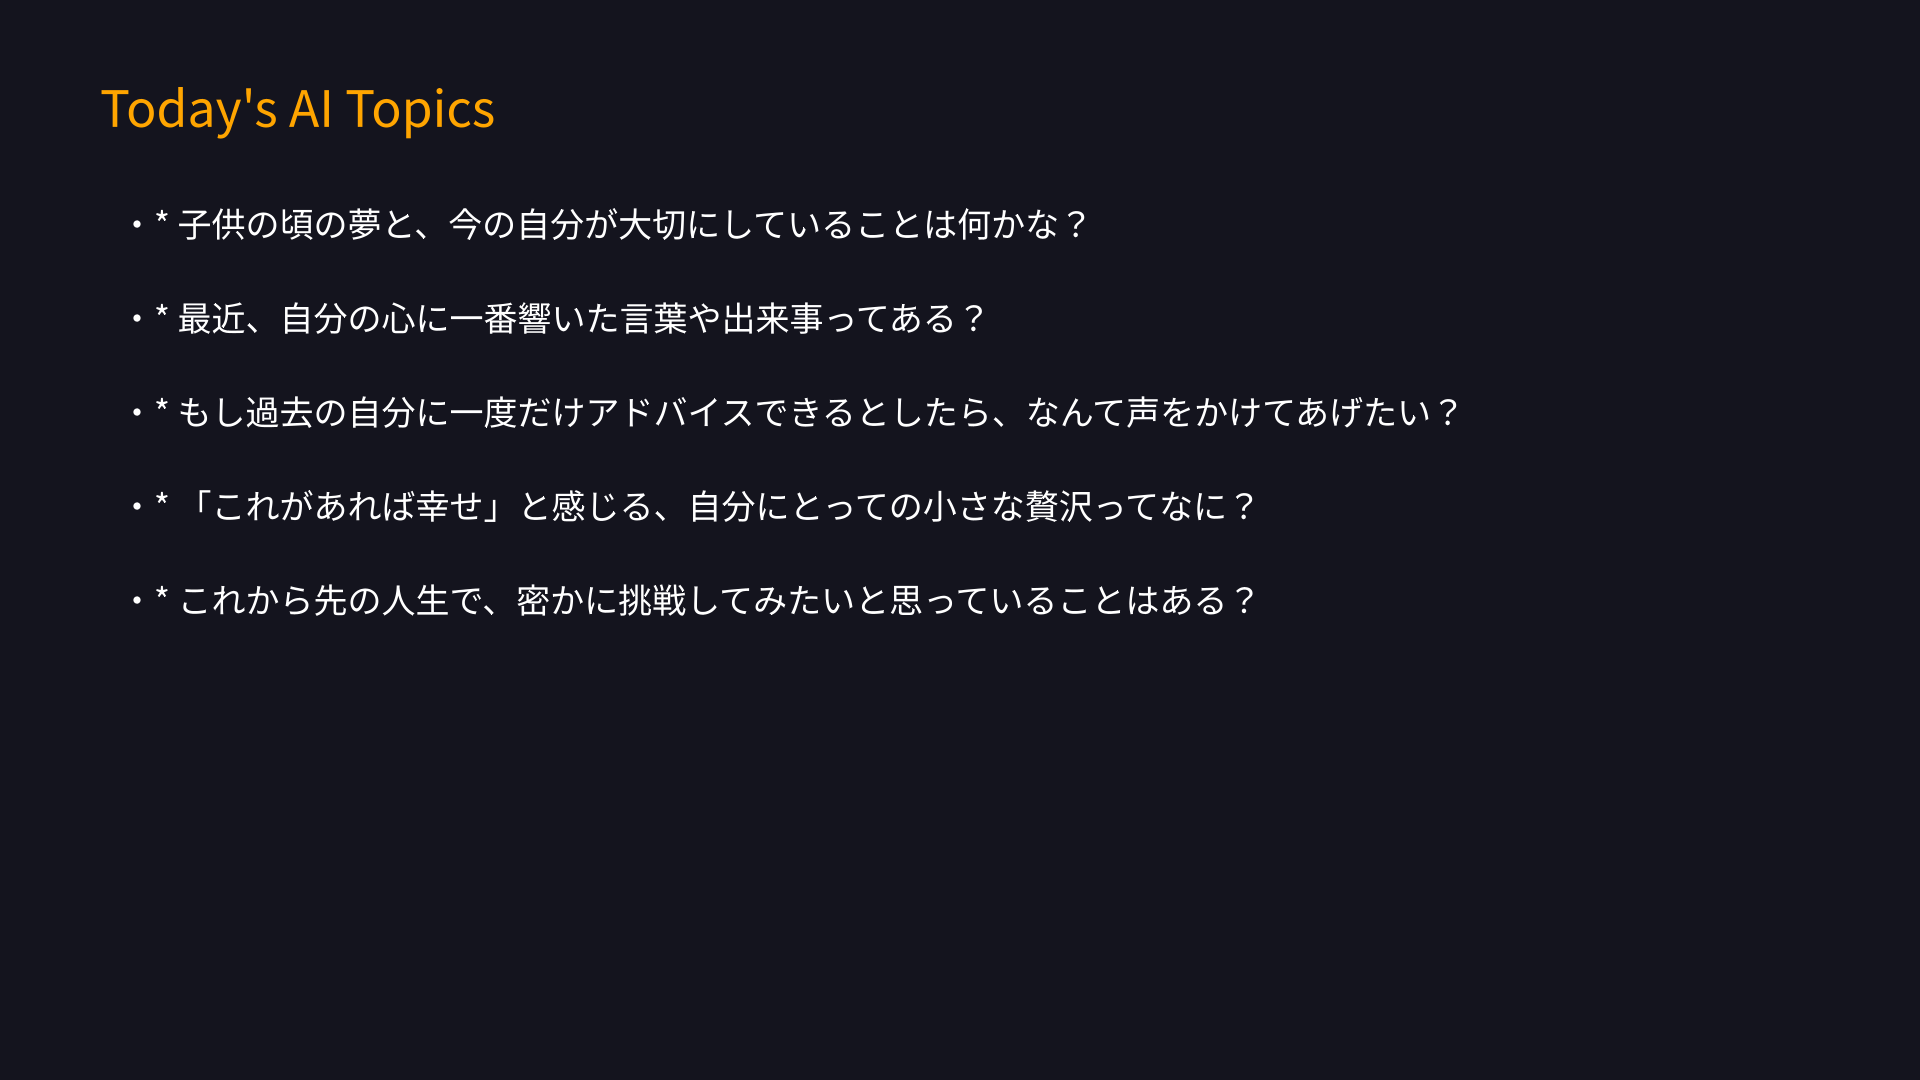 Today's AI Topics
・* 子供の頃の夢と、今の自分が大切にしていることは何かな？
・* 最近、自分の心に一番響いた言葉や出来事ってある？
・* もし過去の自分に一度だけアドバイスできるとしたら、なんて声をかけてあげたい？
・* 「これがあれば幸せ」と感じる、自分にとっての小さな贅沢ってなに？
・* これから先の人生で、密かに挑戦してみたいと思っていることはある？